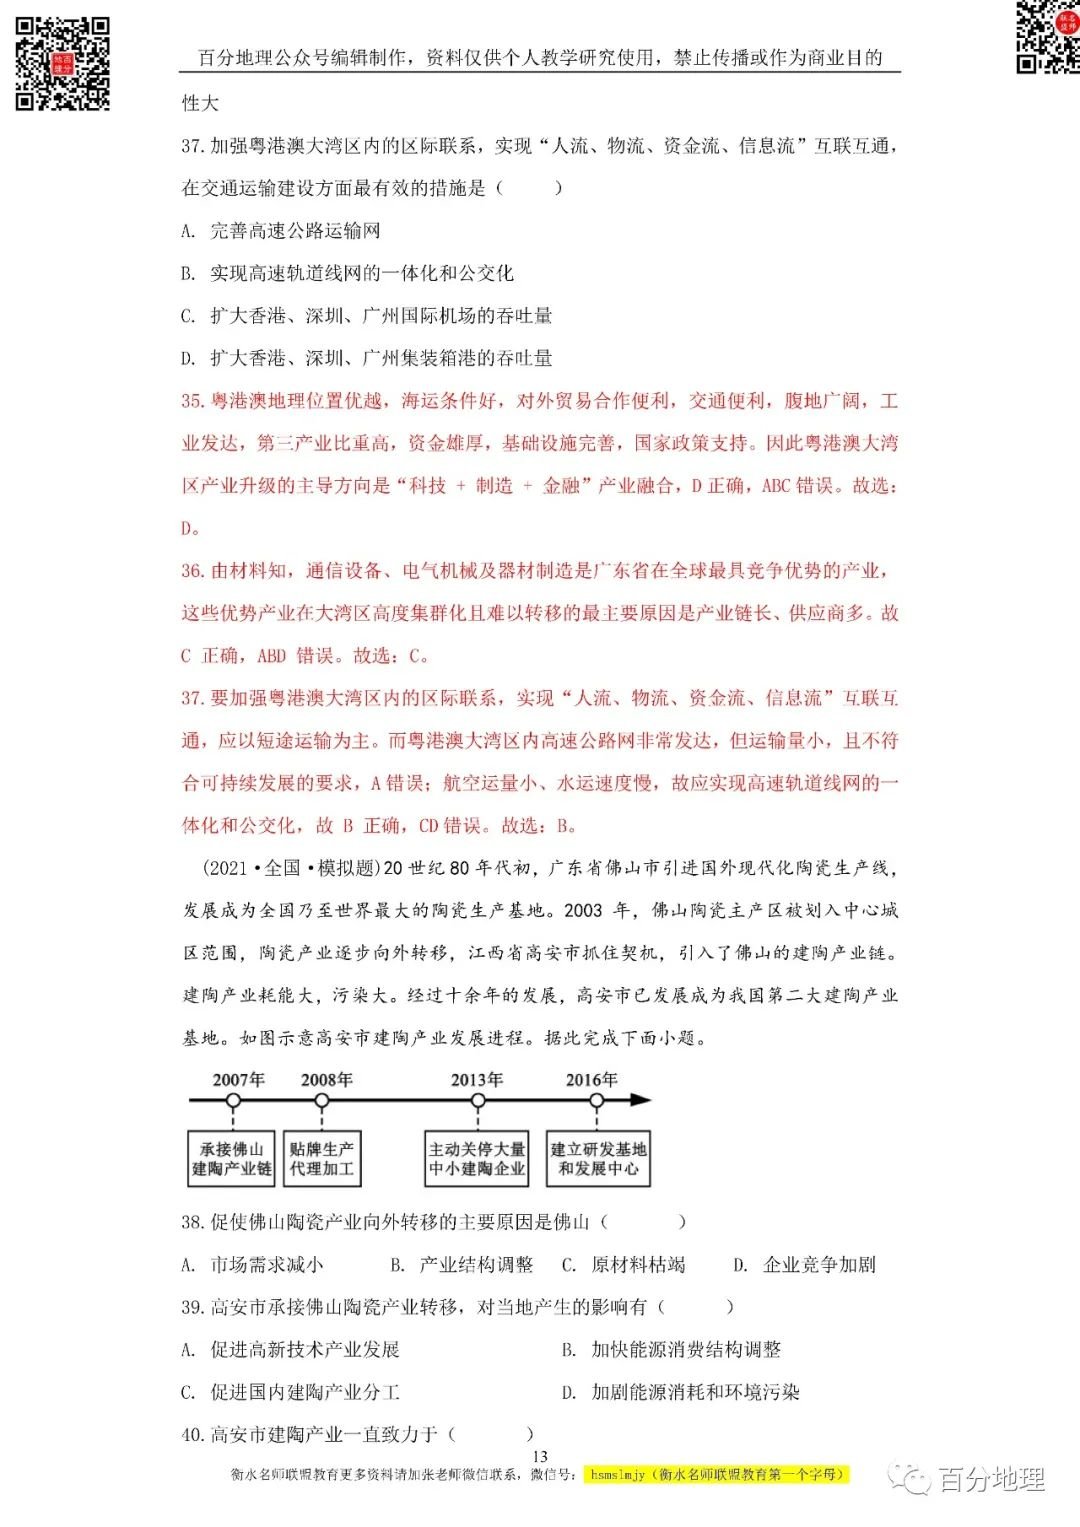 百分地理公众号编辑制作，资料仅供个人教学研究使用，禁止传播或作为商业目的
性大
37.加强粤港澳大湾区内的区际联系，实现“人流、物流、资金流、信息流”互联互通，
在交通运输建设方面最有效的措施是（    ）
A. 完善高速公路运输网
B. 实现高速轨道线网的一体化和公交化
C. 扩大香港、深圳、广州国际机场的吞吐量
D. 扩大香港、深圳、广州集装箱港的吞吐量
35.粤港澳地理位置优越，海运条件好，对外贸易合作便利，交通便利，腹地广阔，工
业发达，第三产业比重高，资金雄厚，基础设施完善，国家政策支持。因此粤港澳大湾
区产业升级的主导方向是“科技 + 制造 + 金融”产业融合，D正确，ABC错误。故选：
D。
36.由材料知，通信设备、电气机械及器材制造是广东省在全球最具竞争优势的产业，
这些优势产业在大湾区高度集群化且难以转移的最主要原因是产业链长、供应商多。故
C 正确，ABD 错误。故选：C。
37.要加强粤港澳大湾区内的区际联系，实现“人流、物流、资金流、信息流”互联互
通，应以短途运输为主。而粤港澳大湾区内高速公路网非常发达，但运输量小，且不符
合可持续发展的要求，A错误；航空运量小、水运速度慢，故应实现高速轨道线网的一
体化和公交化，故 B 正确，CD错误。故选：B。
(2021·全国·模拟题)20世纪80年代初，广东省佛山市引进国外现代化陶瓷生产线，
发展成为全国乃至世界最大的陶瓷生产基地。2003 年，佛山陶瓷主产区被划入中心城
区范围，陶瓷产业逐步向外转移，江西省高安市抓住契机，引入了佛山的建陶产业链。
建陶产业耗能大，污染大。经过十余年的发展，高安市已发展成为我国第二大建陶产业
基地。如图示意高安市建陶产业发展进程。据此完成下面小题。
2007年 2008年 2013年 2016年
承接佛山 贴牌生产 主动关停大量 建立研发基地
建陶产业链 代理加工 中小建陶企业 和发展中心
38.促使佛山陶瓷产业向外转移的主要原因是佛山（    ）
A. 市场需求减小 B. 产业结构调整 C. 原材料枯竭 D. 企业竞争加剧
39.高安市承接佛山陶瓷产业转移，对当地产生的影响有（    ）
A. 促进高新技术产业发展 B. 加快能源消费结构调整
C. 促进国内建陶产业分工 D. 加剧能源消耗和环境污染
40.高安市建陶产业一直致力于（    ）
13
衡水名师联盟教育更多资料请加张老师微信联系，微信号：hsmslmjy（衡水名师联盟教育第一个字母）
百分地理